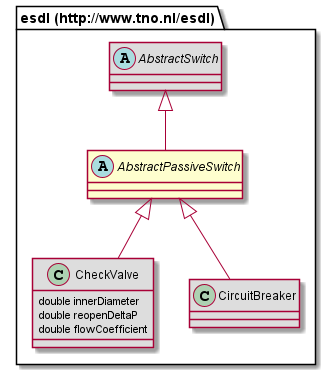 esdl (http://www.tno.nl/esdl)
A AbstractSwitch
A AbstractPassiveSwitch
C CheckValve
double innerDiameter
double reopenDeltaP
double flowCoefficient
C CircuitBreaker